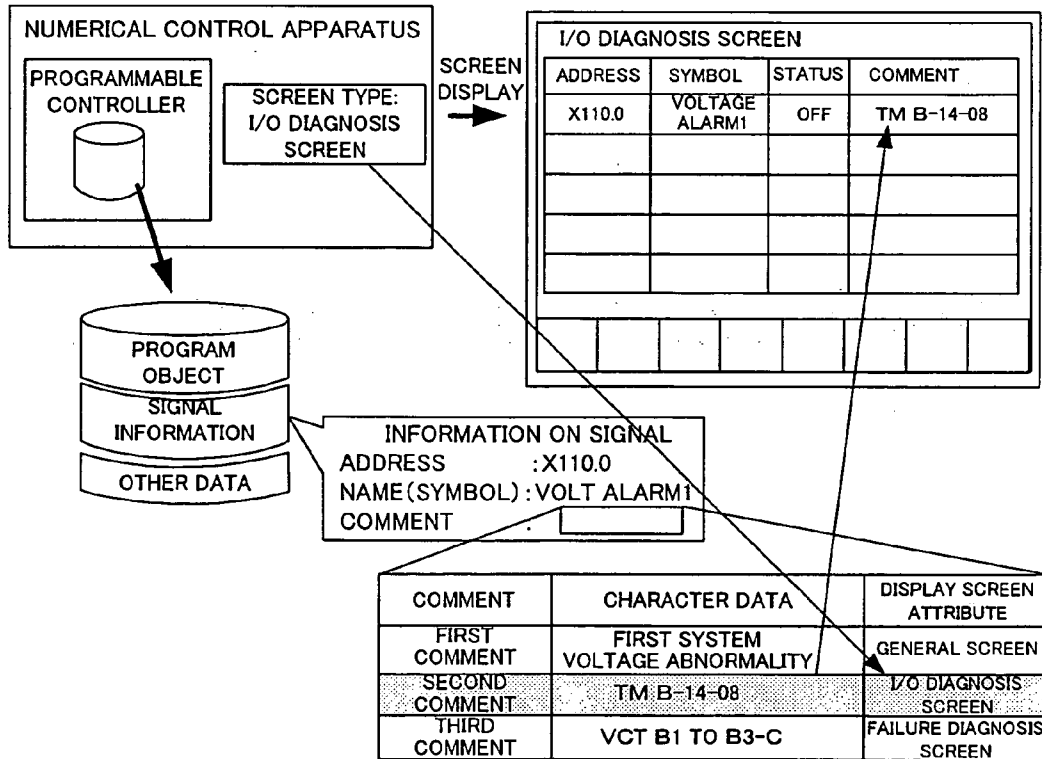 NUMERICAL CONTROL APPARATUS
PROGRAMMABLE
CONTROLLER
SCREEN TYPE:
I/O DIAGNOSIS
SCREEN
SCREEN
DISPLAY
I/O DIAGNOSIS SCREEN
ADDRESS SYMBOL STATUS COMMENT
X110.0 VOLTAGE ALARM1 OFF TM B-14-08
PROGRAM
OBJECT
SIGNAL
INFORMATION
OTHER DATA
INFORMATION ON SIGNAL
ADDRESS :X110.0
NAME(SYMBOL):VOLT ALARM1
COMMENT :
COMMENT CHARACTER DATA DISPLAY SCREEN ATTRIBUTE
FIRST COMMENT FIRST SYSTEM VOLTAGE ABNORMALITY GENERAL SCREEN
SECOND COMMENT TM B-14-08 I/O DIAGNOSIS SCREEN
THIRD COMMENT VCT B1 TO B3-C FAILURE DIAGNOSIS SCREEN